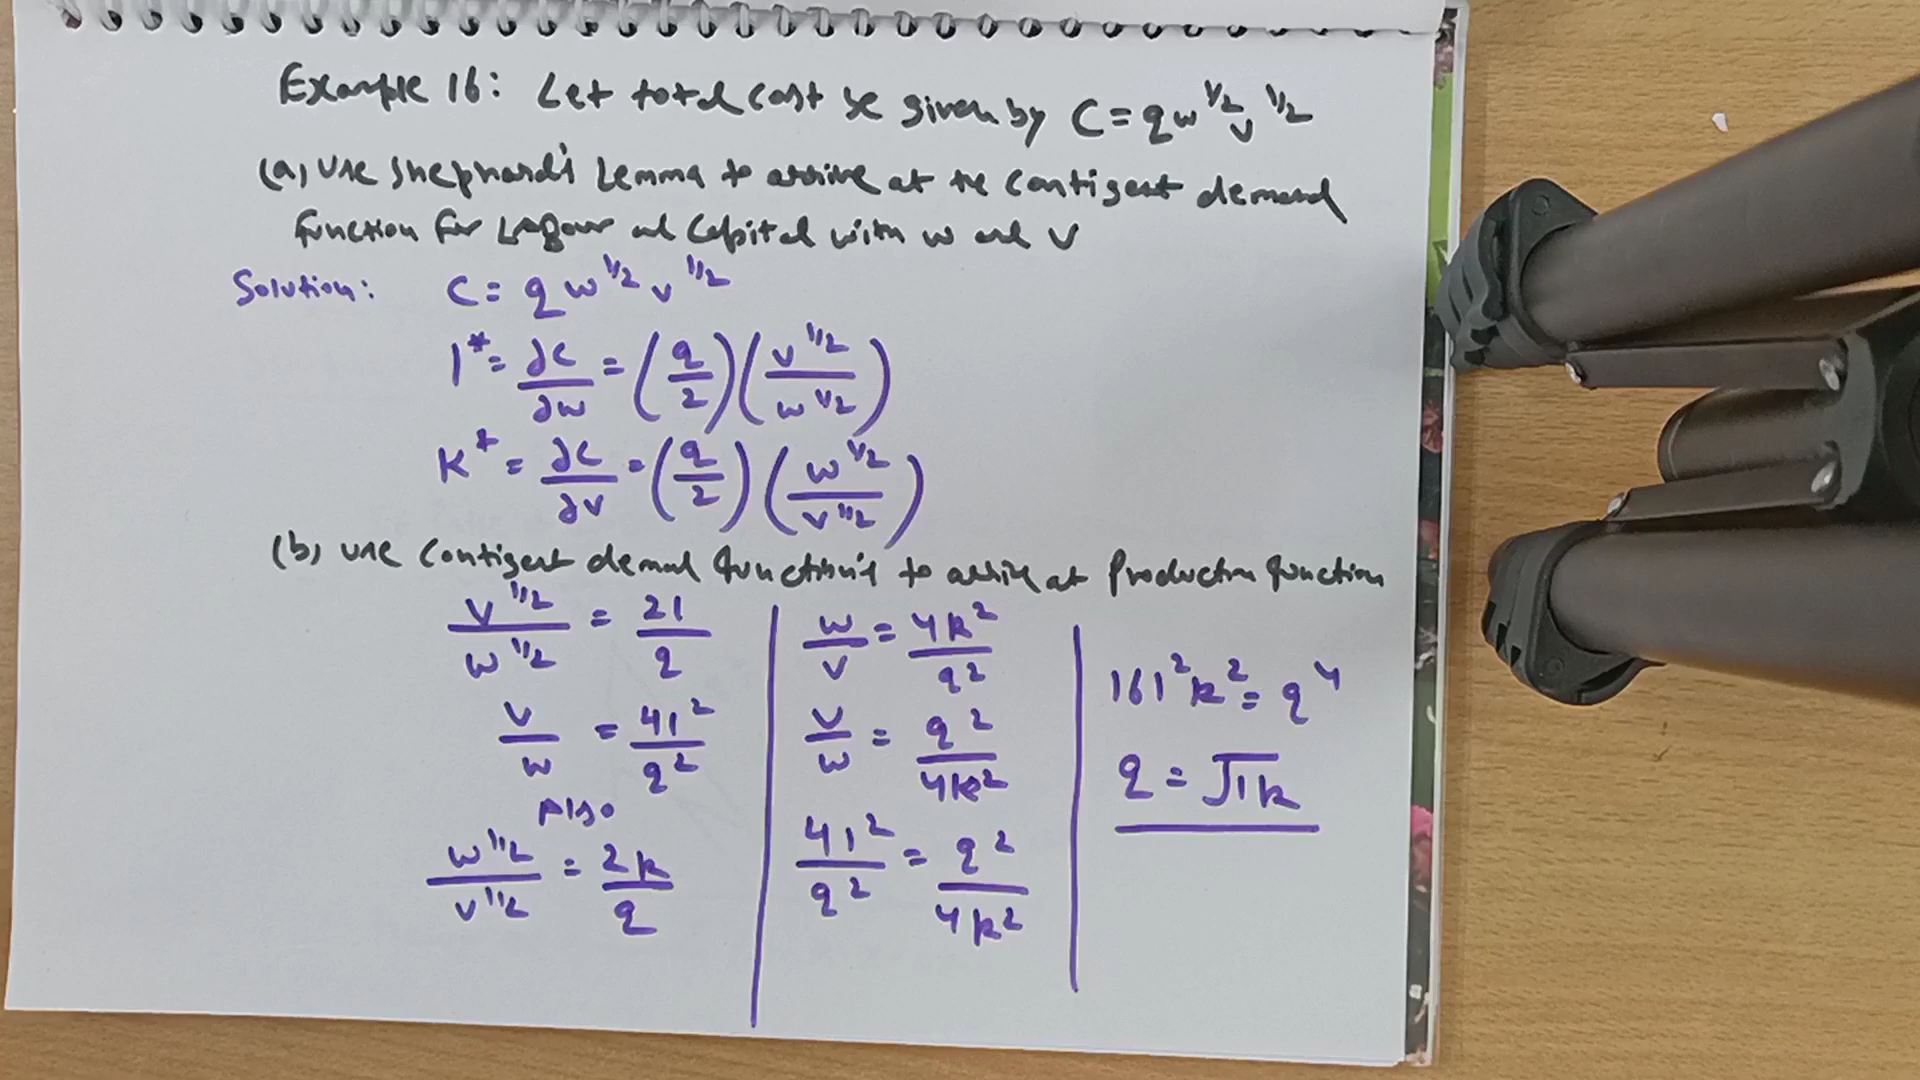 Example 16: Let total cost be given by C = q w^1/2 v^1/2
(a) Use Shephard's Lemma to arrive at the contigent demand
function for Labour and Capital with w and v
Solution: C = q w^1/2 v^1/2
l* = ∂C/∂w = (q/2)(v^1/2 / w^1/2)
K* = ∂C/∂v = (q/2)(w^1/2 / v^1/2)
(b) Use contigent demand function's to arrive at Production function
v^1/2 / w^1/2 = 2l/q
v/w = 4l²/q²
Also
w^1/2 / v^1/2 = 2k/q
w/v = 4k²/q²
v/w = q²/4k²
4l²/q² = q²/4k²
16l²k² = q⁴
q = √lk